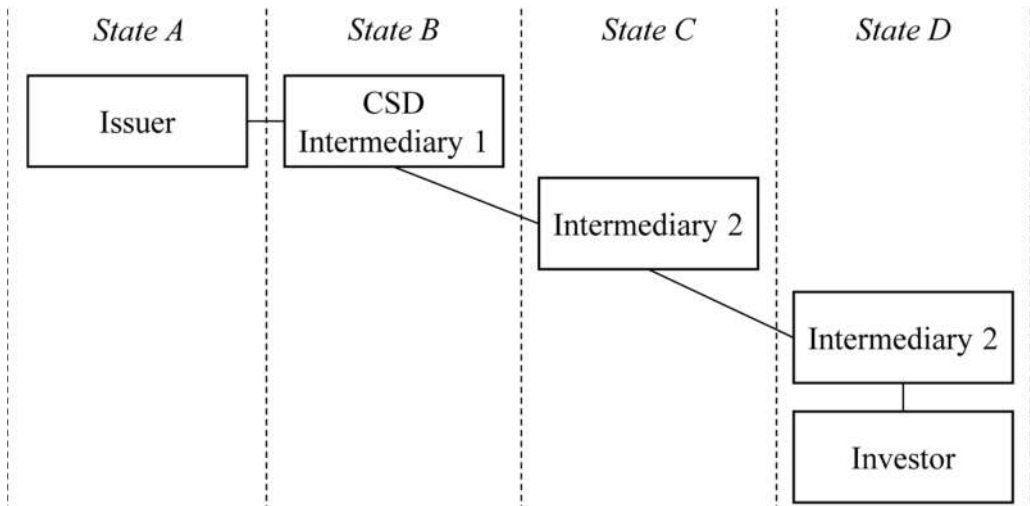 State A
State B
State C
State D
Issuer
CSD
Intermediary 1
Intermediary 2
Intermediary 2
Investor